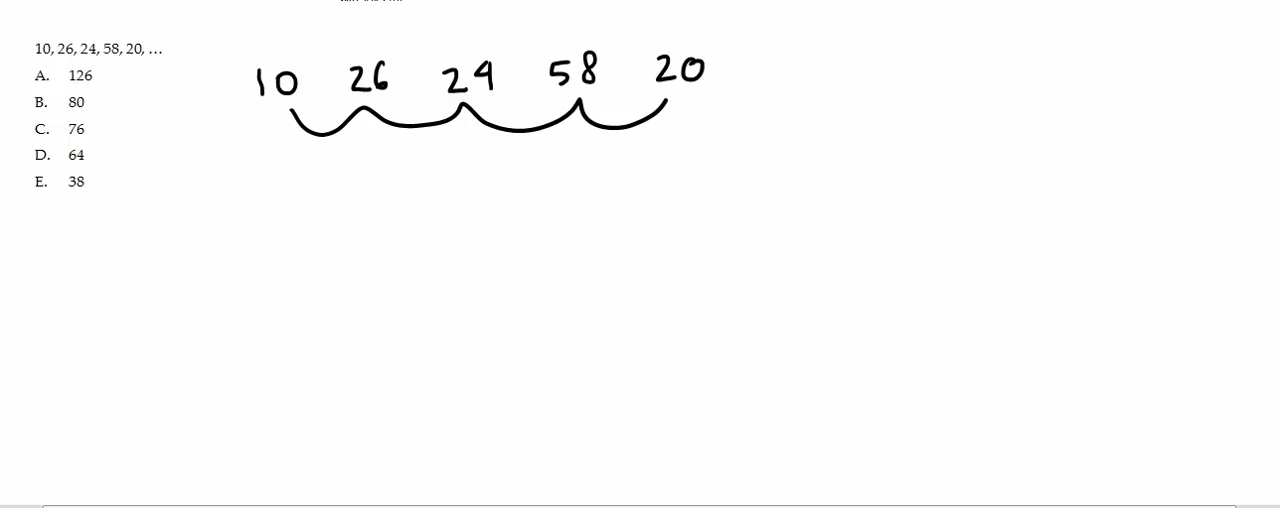 10, 26, 24, 58, 20, ...
A. 126
B. 80
C. 76
D. 64
E. 38
10 26 24 58 20